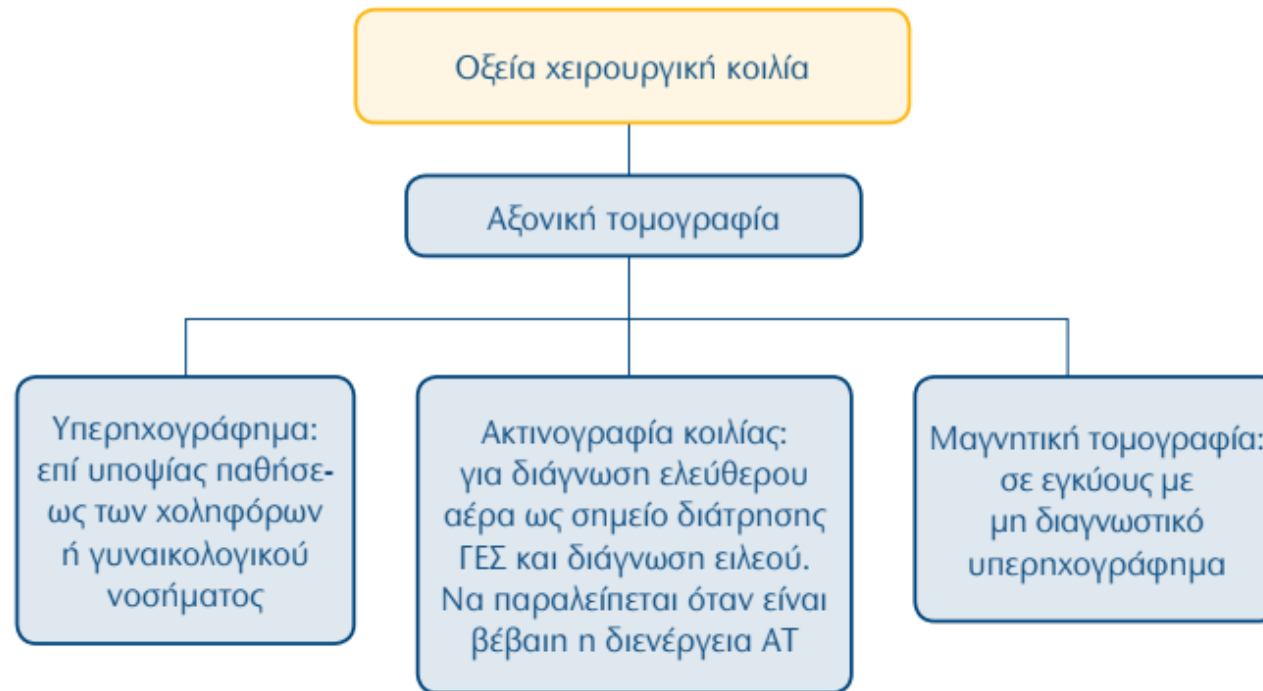 Οξεία χειρουργική κοιλία
Αξονική τομογραφία
Υπερηχογράφημα:
επί υποψίας παθήσε-
ως των χοληφόρων
ή γυναικολογικού
νοσήματος
Ακτινογραφία κοιλίας:
για διάγνωση ελεύθερου
αέρα ως σημείο διάτρησης
ΓΕΣ και διάγνωση ειλεού.
Να παραλείπεται όταν είναι
βέβαιη η διενέργεια ΑΤ
Μαγνητική τομογραφία:
σε εγκύους με
μη διαγνωστικό
υπερηχογράφημα